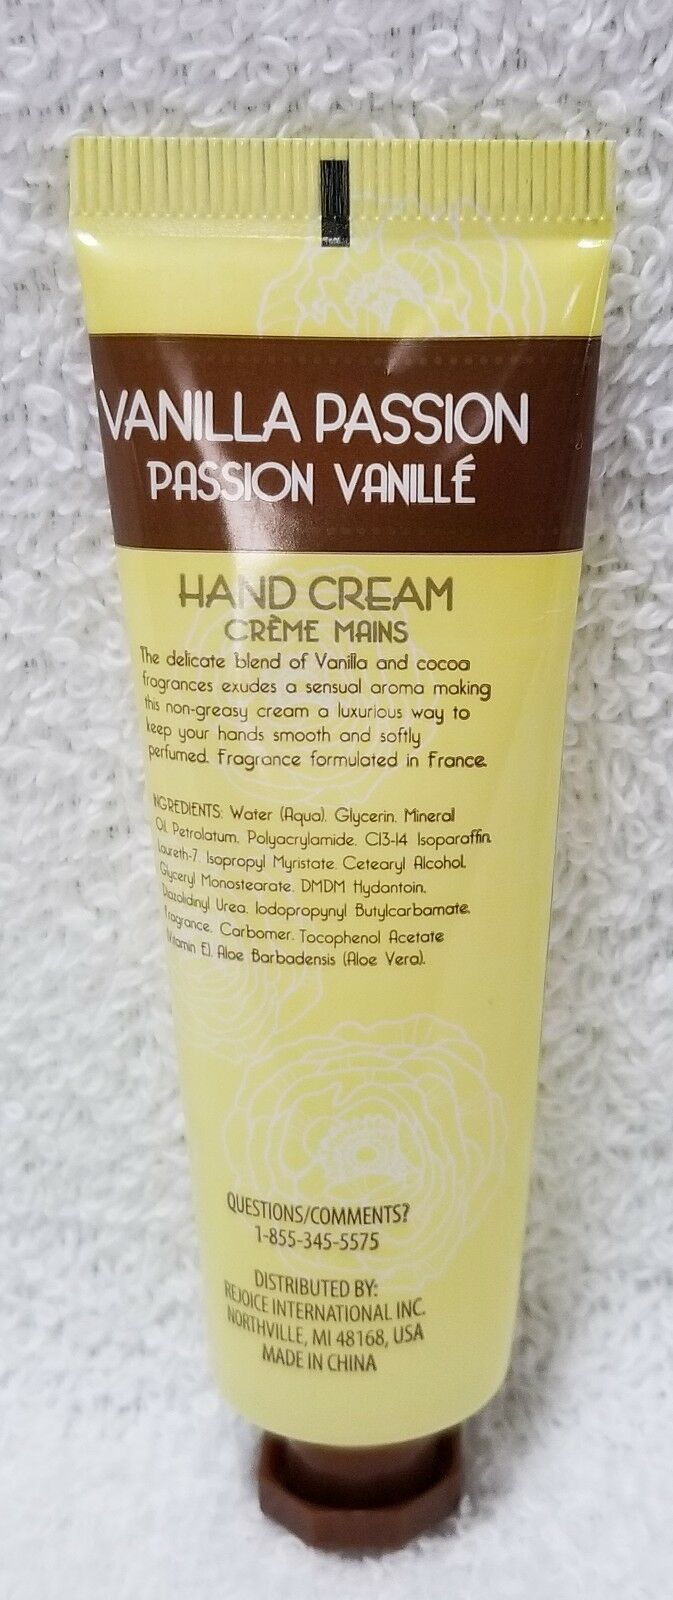 VANILLA PASSION
PASSION VANILLÉ
HAND CREAM
CRÈME MAINS
The delicate blend of Vanilla and cocoa
fragrances exudes a sensual aroma making
this non-greasy cream a luxurious way to
keep your hands smooth and softly
perfumed. Fragrance formulated in France.
INGREDIENTS: Water (Aqua). Glycerin. Mineral
Oil. Petrolatum. Polyacrylamide. C13-14 Isoparaffin.
Laureth-7. Isopropyl Myristate. Cetearyl Alcohol.
Glyceryl Monostearate. DMDM Hydantoin.
Diazolidinyl Urea. Iodopropynyl Butylcarbamate.
Fragrance. Carbomer. Tocophenol Acetate
(Vitamin E). Aloe Barbadensis (Aloe Vera).
QUESTIONS/COMMENTS?
1-855-345-5575
DISTRIBUTED BY:
REJOICE INTERNATIONAL INC.
NORTHVILLE, MI 48168, USA
MADE IN CHINA